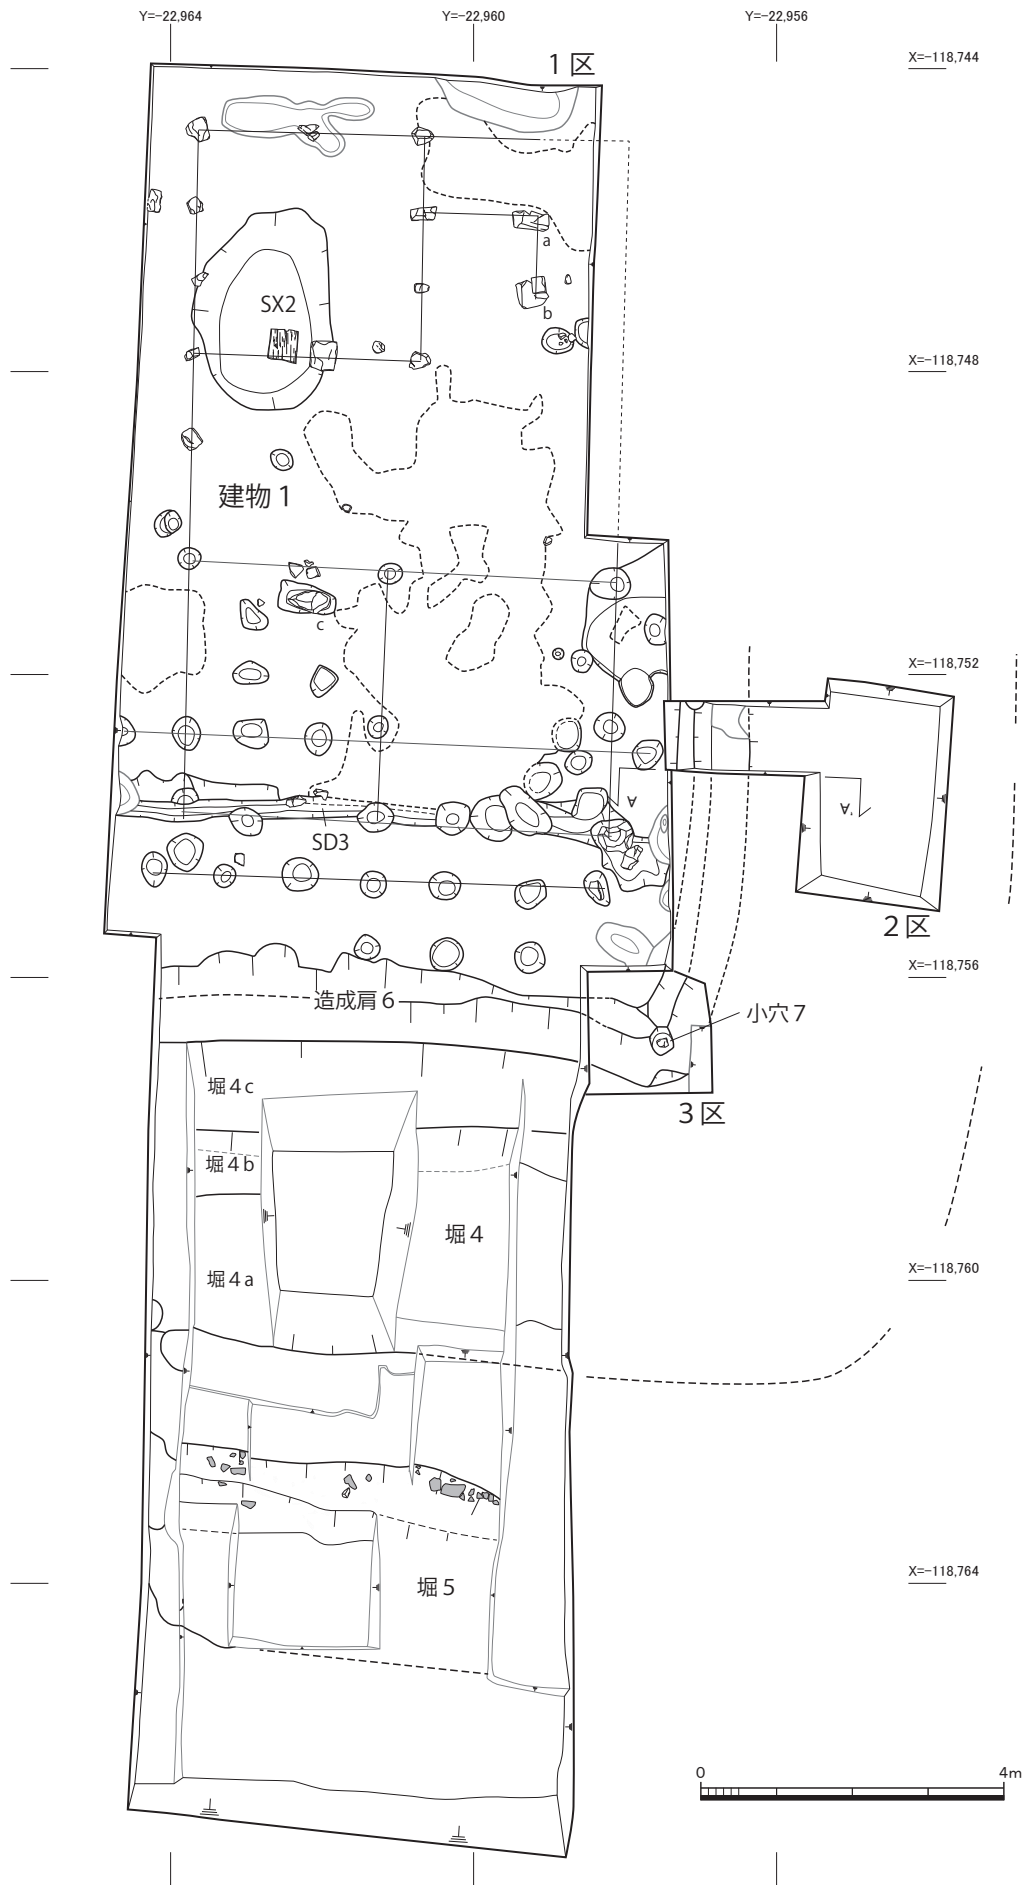 Y=-22,964
Y=-22,960
Y=-22,956
X=-118,744
1区
a
SX2
b
X=-118,748
建物1
c
X=-118,752
A
A
SD3
2区
X=-118,756
造成肩6
小穴7
堀4c
3区
堀4b
堀4
堀4a
X=-118,760
X=-118,764
堀5
0
4m